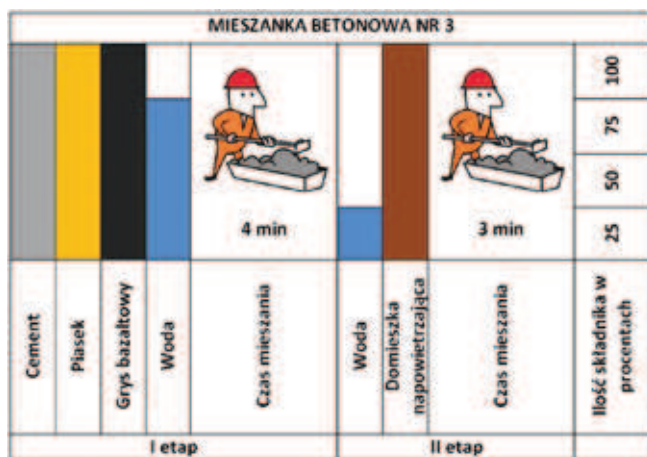 MIESZANKA BETONOWA NR 3
4 min
3 min
100
75
50
25
Cement
Piasek
Grys bazałtowy
Woda
Czas mieszania
Woda
Domieszka
napowietrzająca
Czas mieszania
Ilość składnika w
procentach
I etap
II etap